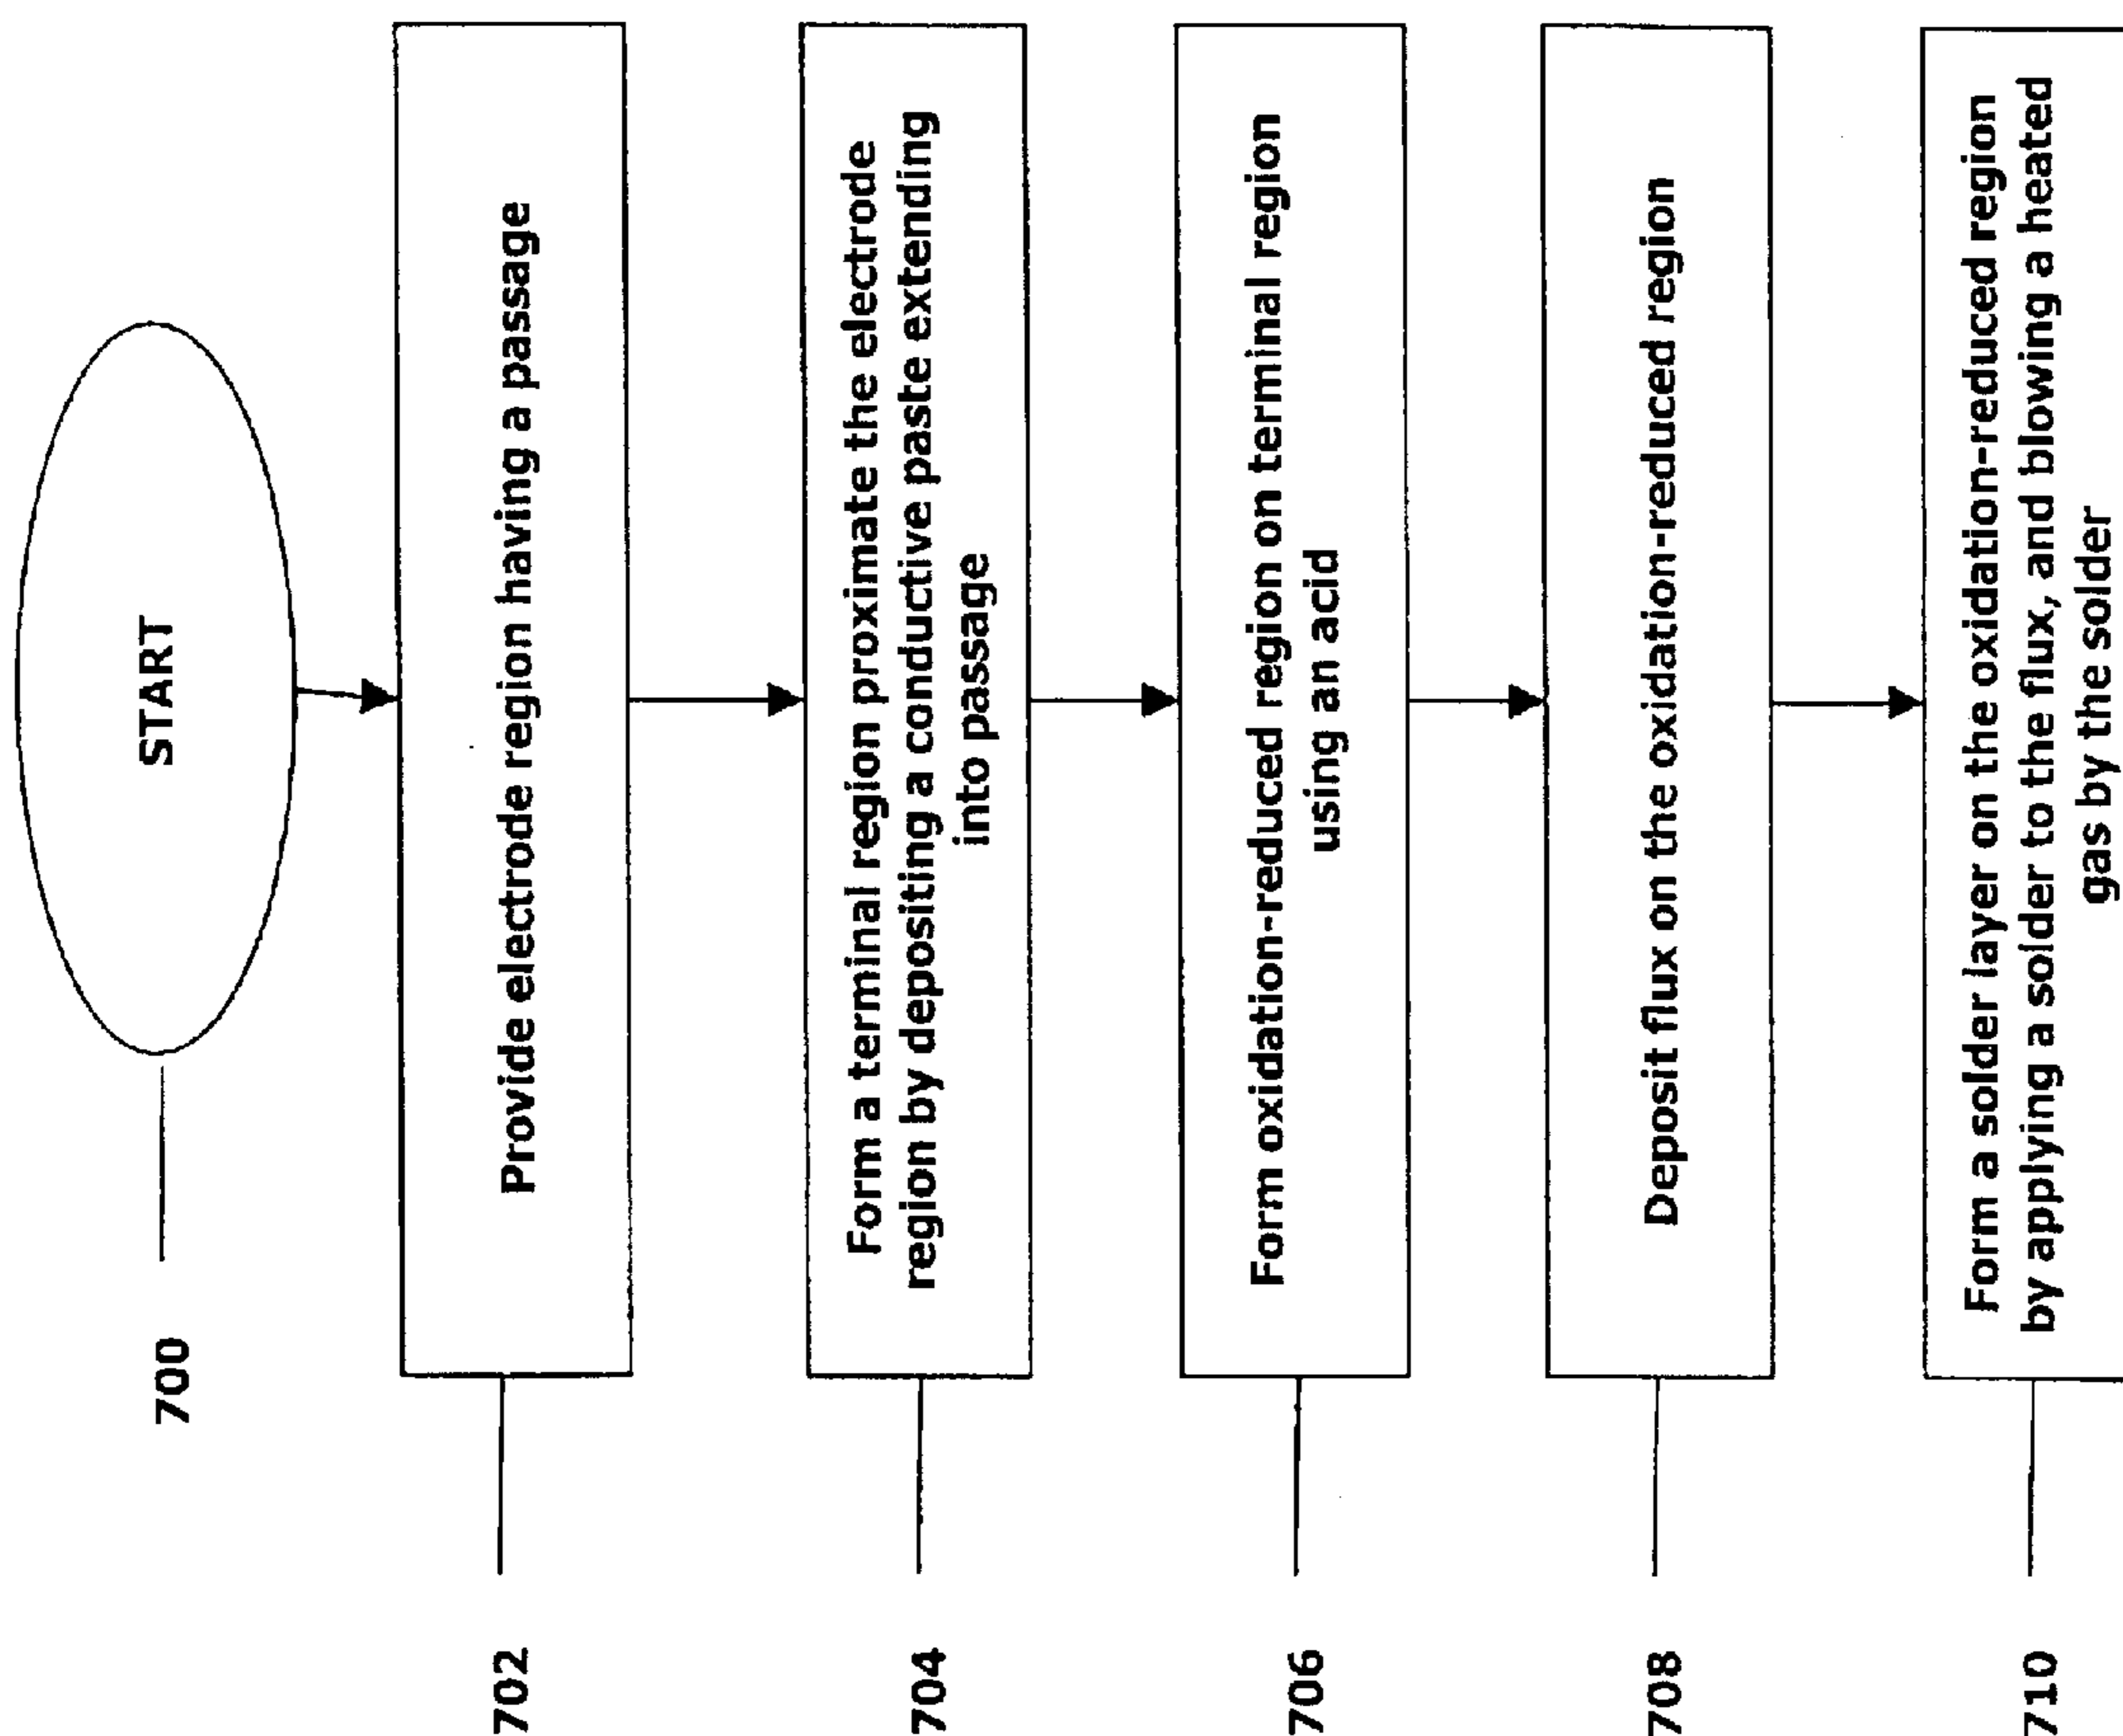 START
700
Provide electrode region having a passage
702
Form a terminal region proximate the electrode
region by depositing a conductive paste extending
into passage
704
Form oxidation-reduced region on terminal region
using an acid
706
Deposit flux on the oxidation-reduced region
708
Form a solder layer on the oxidation-reduced region
by applying a solder to the flux, and blowing a heated
gas by the solder
710